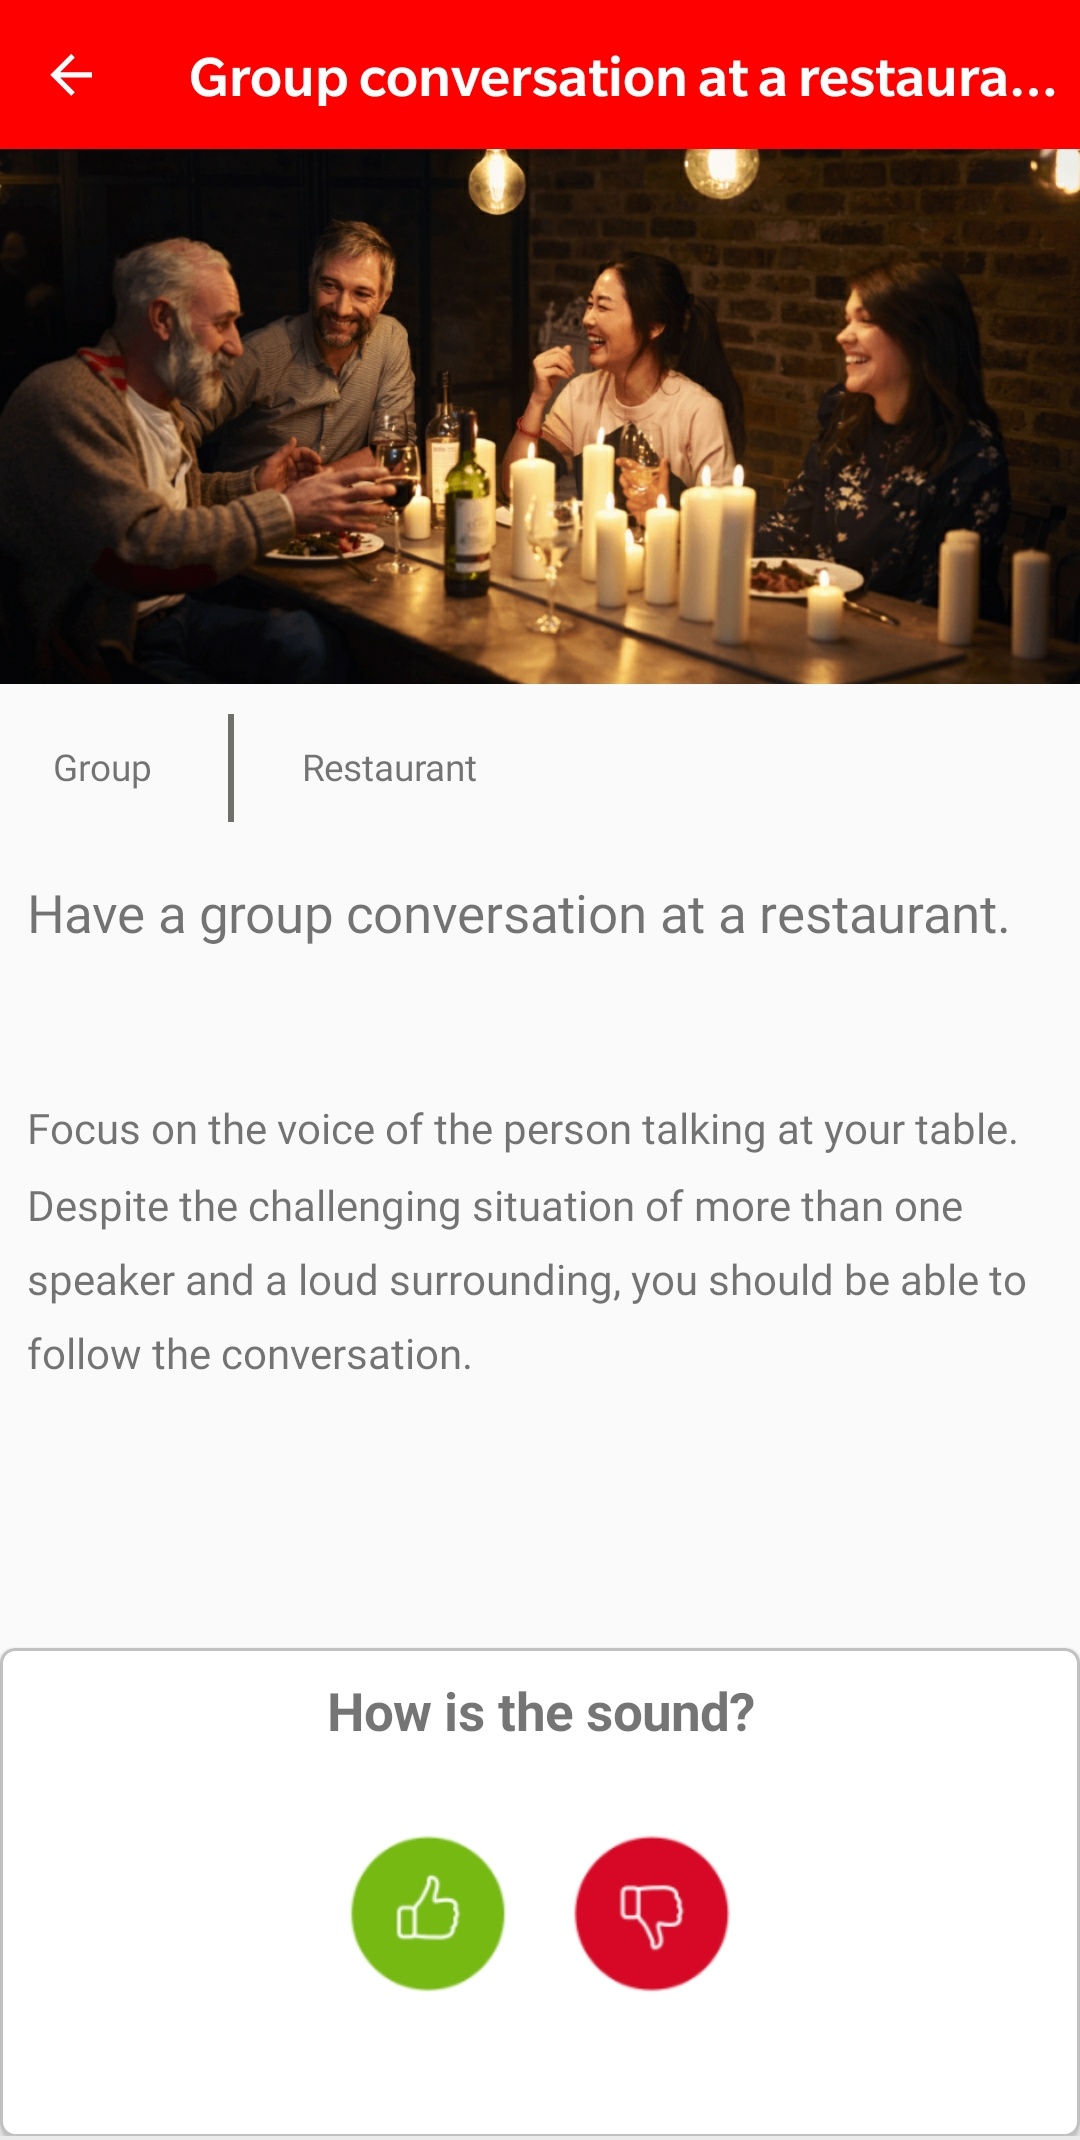 Group conversation at a restaura...
Group
Restaurant
Have a group conversation at a restaurant.
Focus on the voice of the person talking at your table.
Despite the challenging situation of more than one
speaker and a loud surrounding, you should be able to
follow the conversation.
How is the sound?